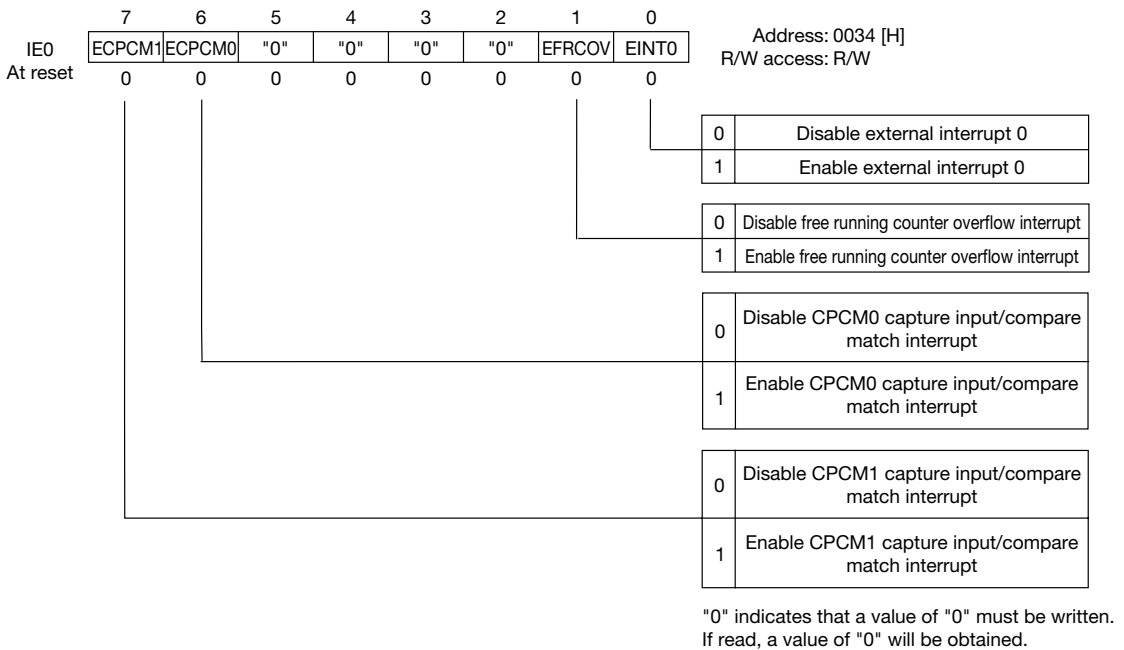 7 6 5 4 3 2 1 0
IE0 ECPCM1 ECPCM0 "0" "0" "0" "0" EFRCOV EINT0
At reset 0 0 0 0 0 0 0 0
Address: 0034 [H]
R/W access: R/W
0 Disable external interrupt 0
1 Enable external interrupt 0
0 Disable free running counter overflow interrupt
1 Enable free running counter overflow interrupt
0 Disable CPCM0 capture input/compare
match interrupt
1 Enable CPCM0 capture input/compare
match interrupt
0 Disable CPCM1 capture input/compare
match interrupt
1 Enable CPCM1 capture input/compare
match interrupt
"0" indicates that a value of "0" must be written.
If read, a value of "0" will be obtained.